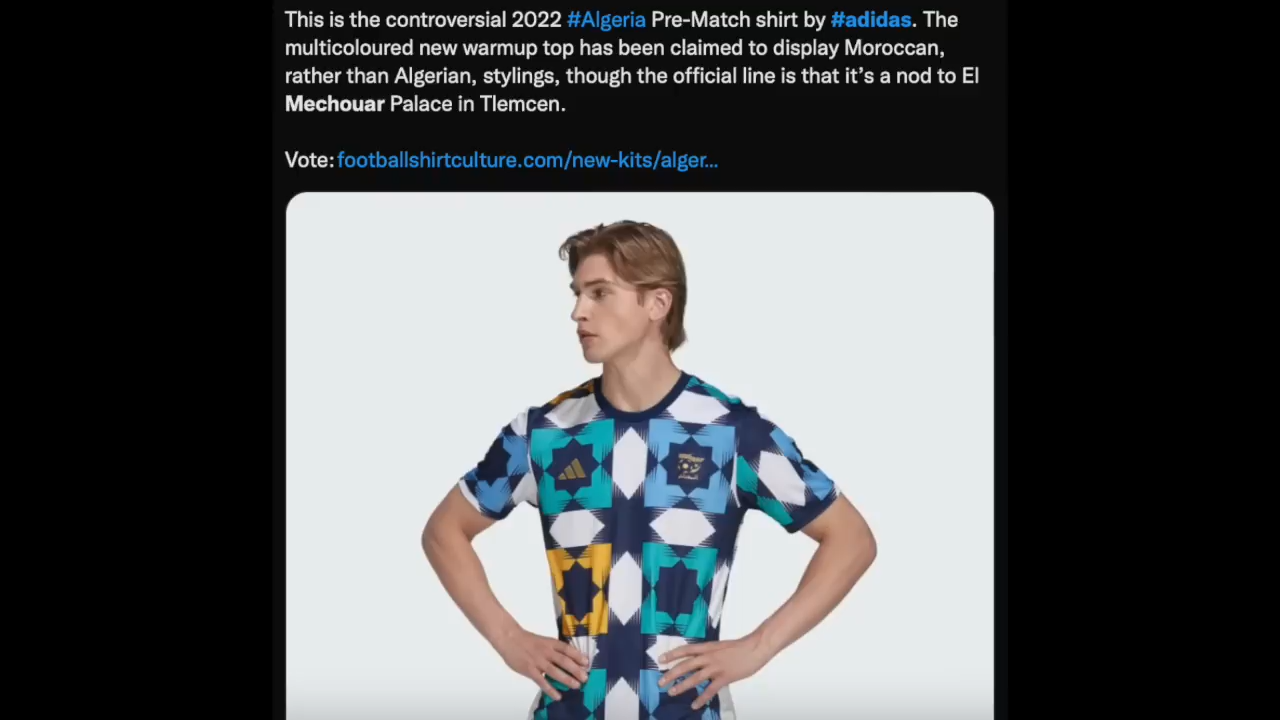 This is the controversial 2022 #Algeria Pre-Match shirt by #adidas. The
multicoloured new warmup top has been claimed to display Moroccan,
rather than Algerian, stylings, though the official line is that it’s a nod to El
Mechouar Palace in Tlemcen.
Vote: footballshirtculture.com/new-kits/alger...